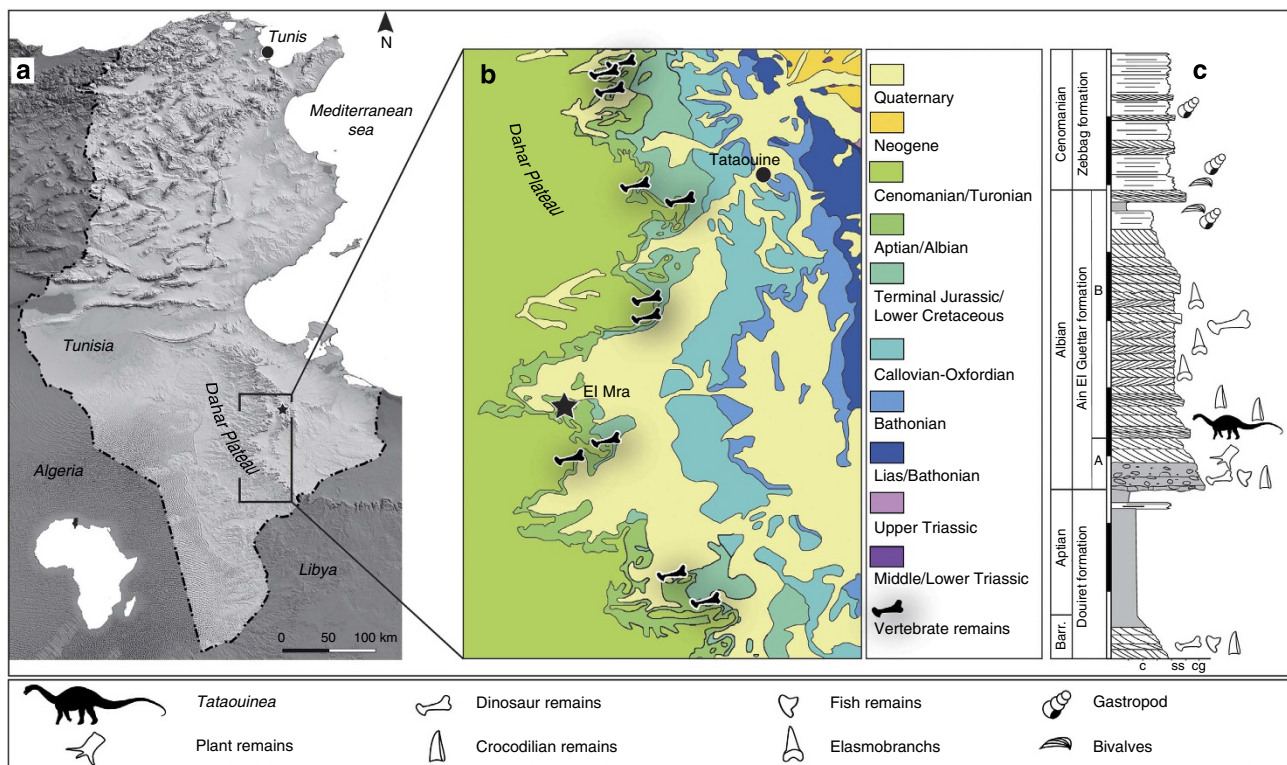 a
Tunis
N
Mediterranean
sea
Tunisia
Dahar Plateau
Algeria
Libya
0 50 100 km
b
Dahar Plateau
Tataouine
El Mra
Quaternary
Neogene
Cenomanian/Turonian
Aptian/Albian
Terminal Jurassic/
Lower Cretaceous
Callovian-Oxfordian
Bathonian
Lias/Bathonian
Upper Triassic
Middle/Lower Triassic
Vertebrate remains
c
Cenomanian
Zebbag formation
Albian
Ain El Guettar formation
B
A
Aptian
Barr.
Douiret formation
c ss cg
Tataouinea
Dinosaur remains
Fish remains
Gastropod
Plant remains
Crocodilian remains
Elasmobranchs
Bivalves